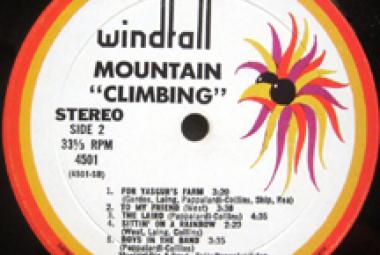 windfall
MOUNTAIN
"CLIMBING"
STEREO
SIDE 2
33⅓ RPM
4501
(4501-SB)
1. FOR YASGUR'S FARM 3:20
(Gardos, Laing, Pappalardi-Collins, Ship, Rea)
2. TO MY FRIEND (West) 3:38
3. THE LAIRD (Pappalardi-Collins) 4:35
4. SITTIN' ON A RAINBOW 2:23
(West, Laing, Collins)
5. BOYS IN THE BAND 3:35
(Pappalardi-Collins)